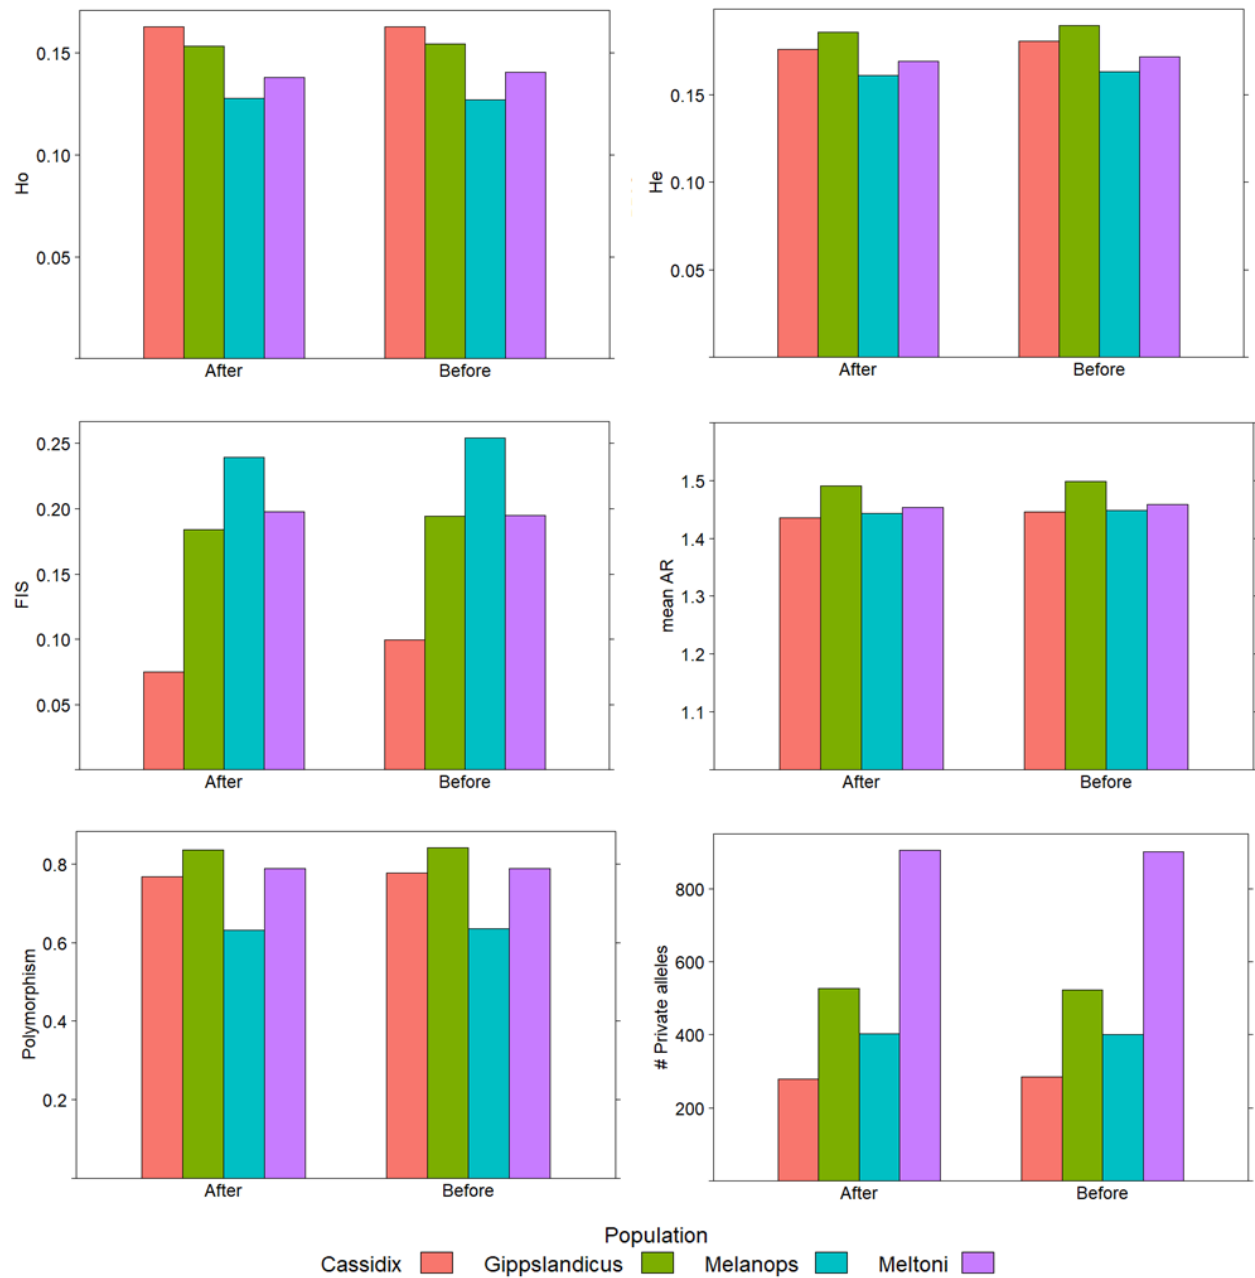 0.15
0.10
0.05
Ho
After Before
0.15
0.10
0.05
He
After Before
0.25
0.20
0.15
0.10
0.05
FIS
After Before
1.5
1.4
1.3
1.2
1.1
mean AR
After Before
0.8
0.6
0.4
0.2
Polymorphism
After Before
800
600
400
200
# Private alleles
After Before
Population
Cassidix Gippslandicus Melanops Meltoni